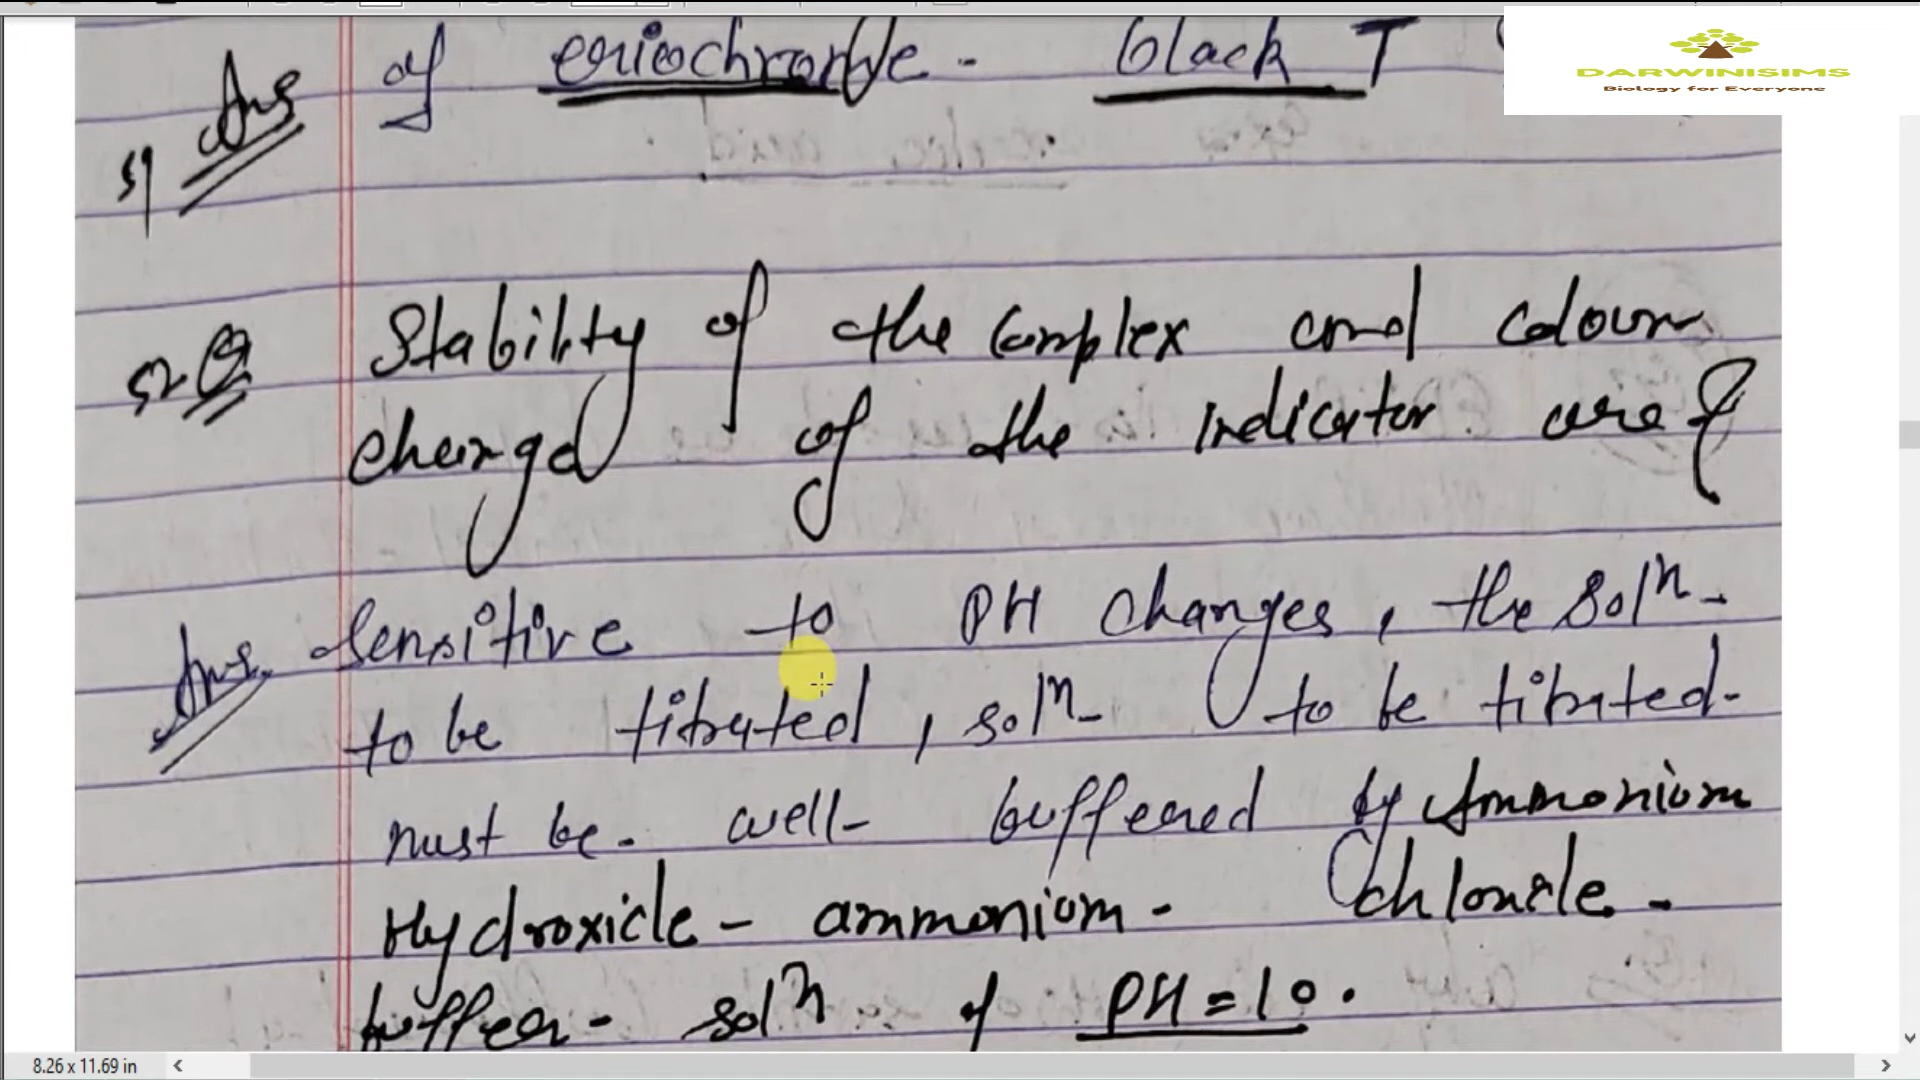 of eriochrome - black T
DARWINISIMS
Biology for Everyone
51 Ans
52 Q Stability of the complex and colour
change of the indicator are?
Ans. Sensitive to PH changes, the solⁿ-
to be titrated, solⁿ- to be titrated-
must be- well- buffered by Ammonium
Hydroxide - ammonium - chloride -
buffer - solⁿ of PH = 10.
8.26 x 11.69 in